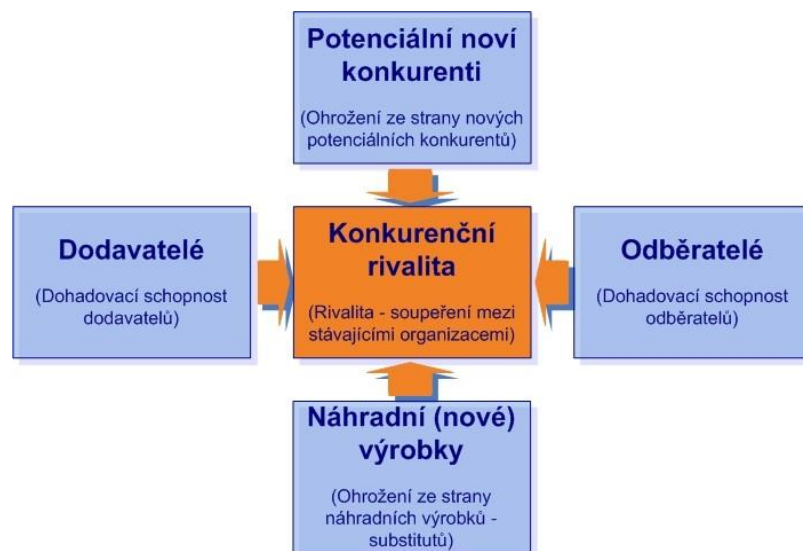 Potenciální noví
konkurenti
(Ohrožení ze strany nových
potenciálních konkurentů)
Dodavatelé
(Dohadovací schopnost
dodavatelů)
Konkurenční
rivalita
(Rivalita - soupeření mezi
stávajícími organizacemi)
Odběratelé
(Dohadovací schopnost
odběratelů)
Náhradní (nové)
výrobky
(Ohrožení ze strany
náhradních výrobků -
substitutů)